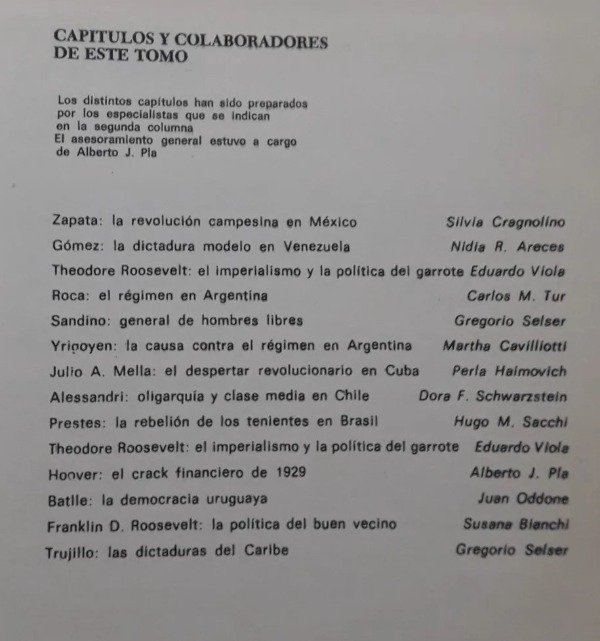 CAPITULOS Y COLABORADORES
DE ESTE TOMO
Los distintos capítulos han sido preparados
por los especialistas que se indican
en la segunda columna
El asesoramiento general estuvo a cargo
de Alberto J. Pla
Zapata: la revolución campesina en México Silvia Cragnolino
Gómez: la dictadura modelo en Venezuela Nidia R. Areces
Theodore Roosevelt: el imperialismo y la política del garrote Eduardo Viola
Roca: el régimen en Argentina Carlos M. Tur
Sandino: general de hombres libres Gregorio Selser
Yrigoyen: la causa contra el régimen en Argentina Martha Cavilliotti
Julio A. Mella: el despertar revolucionario en Cuba Perla Haimovich
Alessandri: oligarquía y clase media en Chile Dora F. Schwarzstein
Prestes: la rebelión de los tenientes en Brasil Hugo M. Sacchi
Theodore Roosevelt: el imperialismo y la política del garrote Eduardo Viola
Hoover: el crack financiero de 1929 Alberto J. Pla
Batlle: la democracia uruguaya Juan Oddone
Franklin D. Roosevelt: la política del buen vecino Susana Bianchi
Trujillo: las dictaduras del Caribe Gregorio Selser